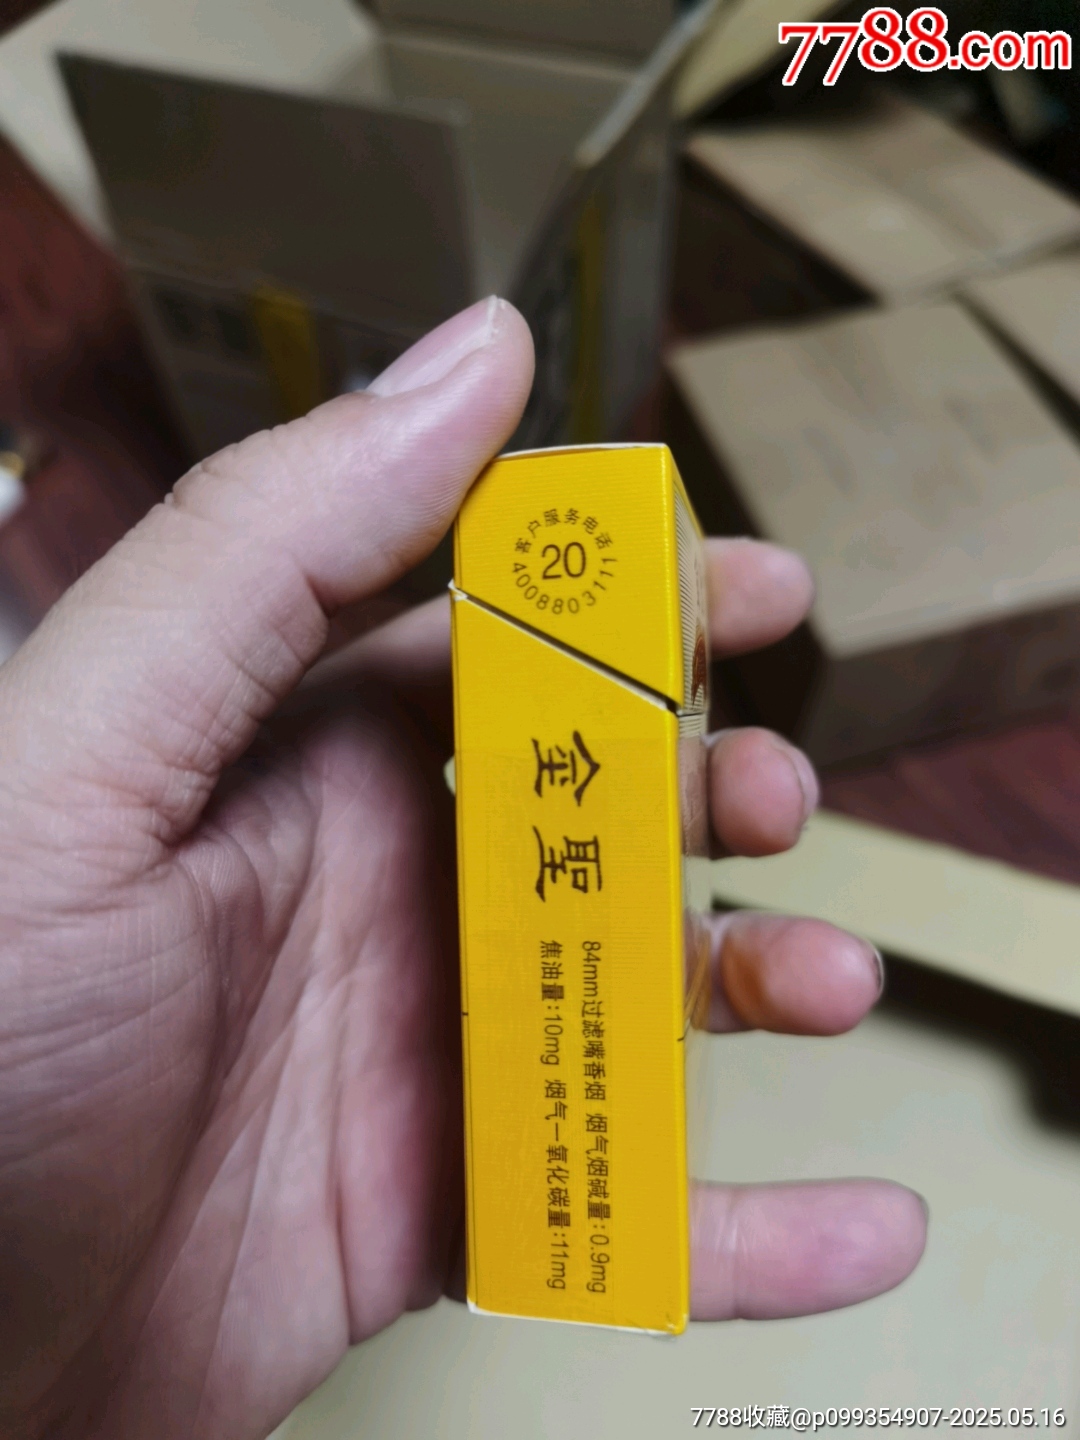 7788.com
客户服务电话
20
4008803111
金聖
84mm过滤嘴香烟 烟气烟碱量:0.9mg
焦油量:10mg 烟气一氧化碳量:11mg
7788收藏@p099354907-2025.05.16